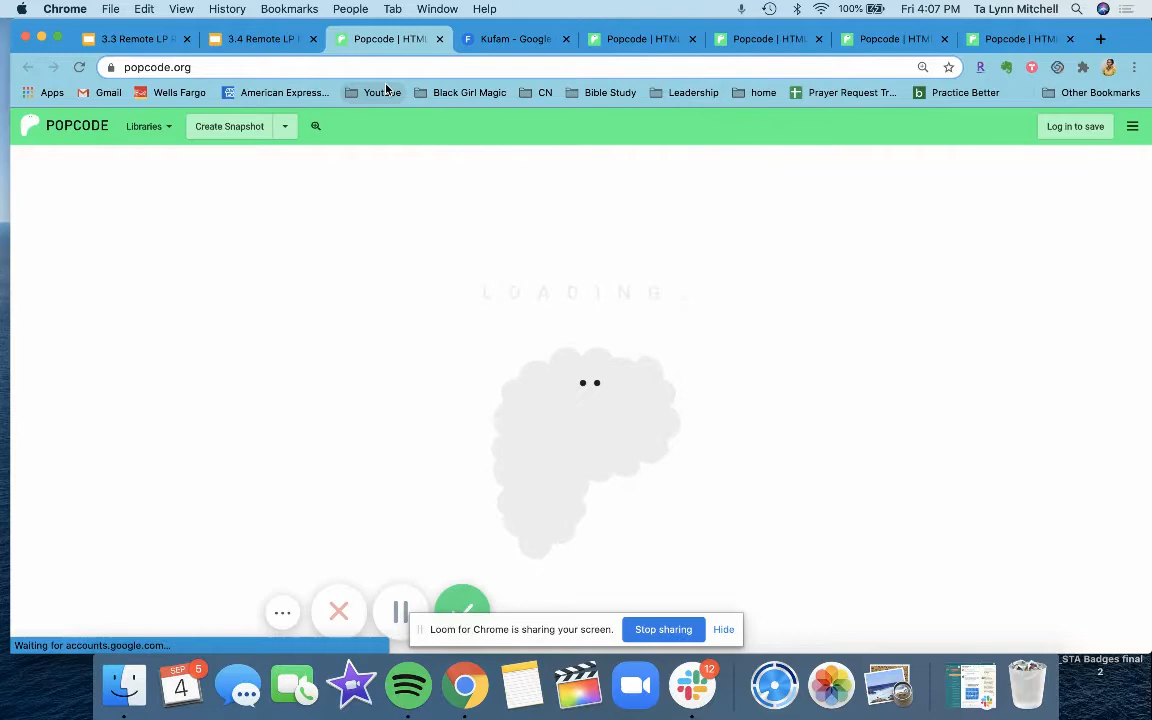 Chrome File Edit View History Bookmarks People Tab Window Help 100% Fri 4:07 PM Ta Lynn Mitchell
3.3 Remote LP 3.4 Remote LP Popcode | HTML Kufam - Google Popcode | HTML Popcode | HTML Popcode | HTML Popcode | HTML
popcode.org
Apps Gmail Wells Fargo American Express... Youtube Black Girl Magic CN Bible Study Leadership home Prayer Request Tr... Practice Better Other Bookmarks
POPCODE Libraries Create Snapshot Log in to save
LOADING.
Loom for Chrome is sharing your screen. Stop sharing Hide
Waiting for accounts.google.com...
SEP 5
4
12
_STA Badges final
2